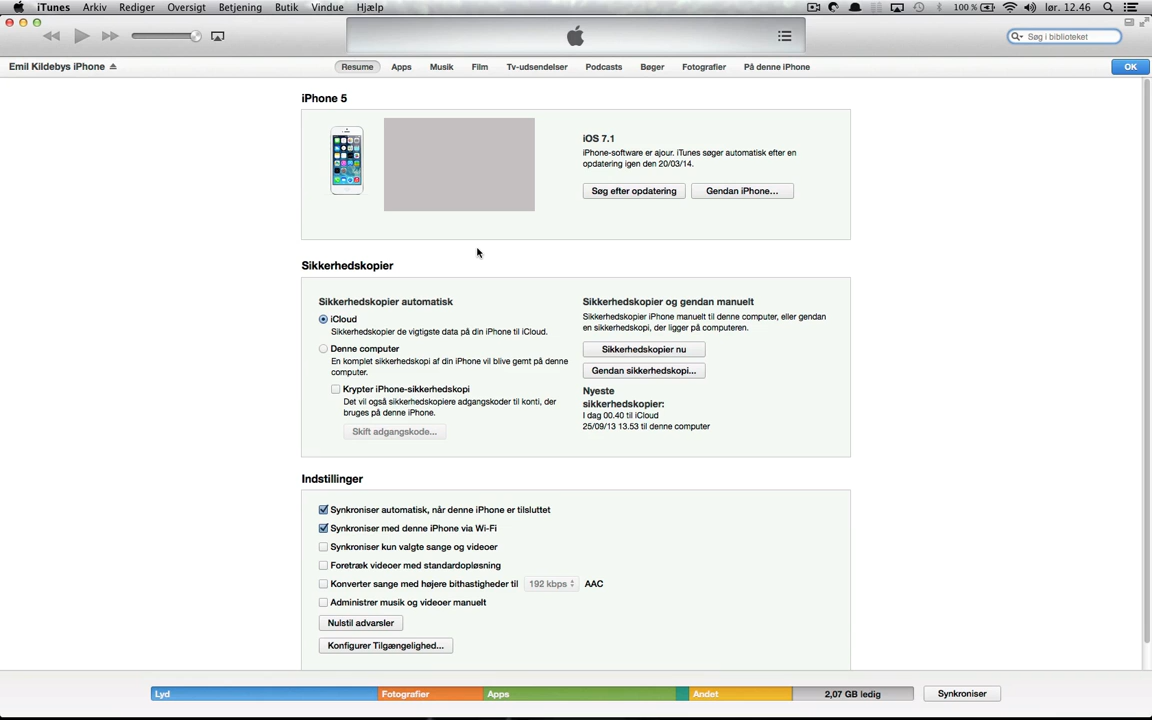 iTunes Arkiv Rediger Oversigt Betjening Butik Vindue Hjælp 100 % lør. 12.46
Søg i biblioteket
Emil Kildebys iPhone Resume Apps Musik Film Tv-udsendelser Podcasts Bøger Fotografier På denne iPhone OK
iPhone 5
iOS 7.1
iPhone-software er ajour. iTunes søger automatisk efter en
opdatering igen den 20/03/14.
Søg efter opdatering Gendan iPhone...
Sikkerhedskopier
Sikkerhedskopier automatisk
iCloud
Sikkerhedskopier de vigtigste data på din iPhone til iCloud.
Denne computer
En komplet sikkerhedskopi af din iPhone vil blive gemt på denne
computer.
Krypter iPhone-sikkerhedskopi
Det vil også sikkerhedskopiere adgangskoder til konti, der
bruges på denne iPhone.
Skift adgangskode...
Sikkerhedskopier og gendan manuelt
Sikkerhedskopier iPhone manuelt til denne computer, eller gendan
en sikkerhedskopi, der ligger på computeren.
Sikkerhedskopier nu
Gendan sikkerhedskopi...
Nyeste
sikkerhedskopier:
I dag 00.40 til iCloud
25/09/13 13.53 til denne computer
Indstillinger
Synkroniser automatisk, når denne iPhone er tilsluttet
Synkroniser med denne iPhone via Wi-Fi
Synkroniser kun valgte sange og videoer
Foretræk videoer med standardopløsning
Konverter sange med højere bithastigheder til 192 kbps AAC
Administrer musik og videoer manuelt
Nulstil advarsler
Konfigurer Tilgængelighed...
Lyd Fotografier Apps Andet 2,07 GB ledig Synkroniser